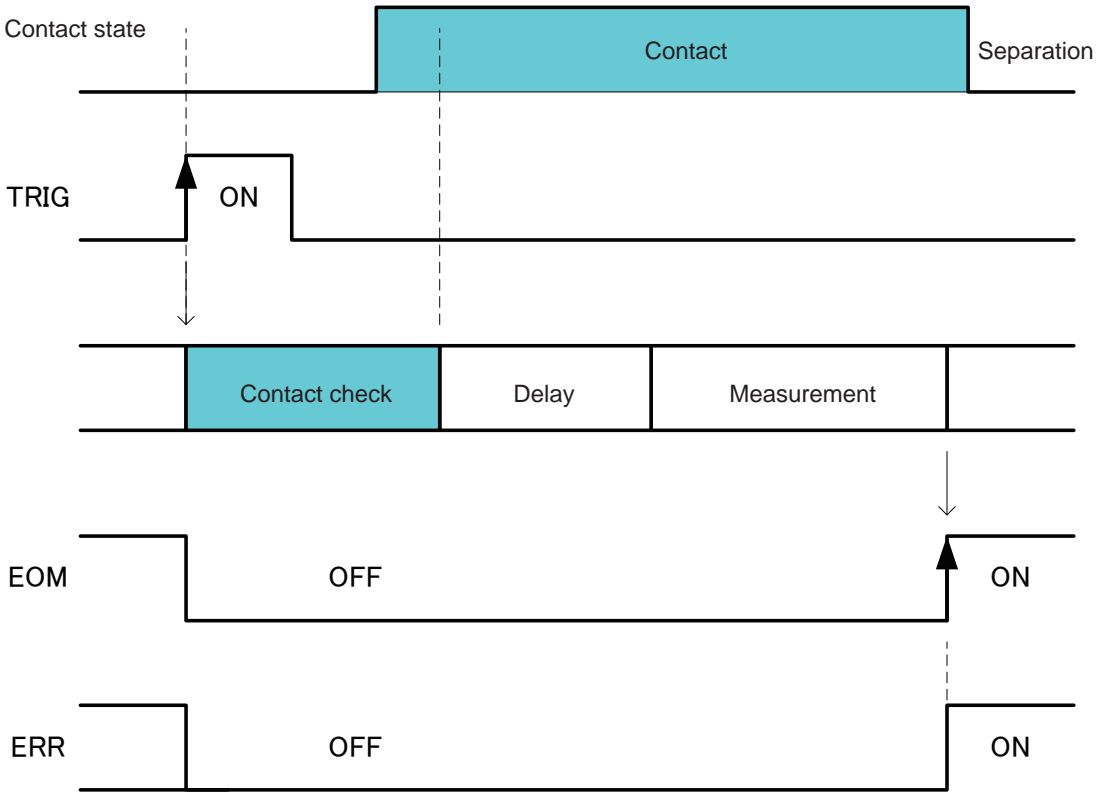 Contact state
Contact
Separation
TRIG
ON
Contact check
Delay
Measurement
EOM
OFF
ON
ERR
OFF
ON